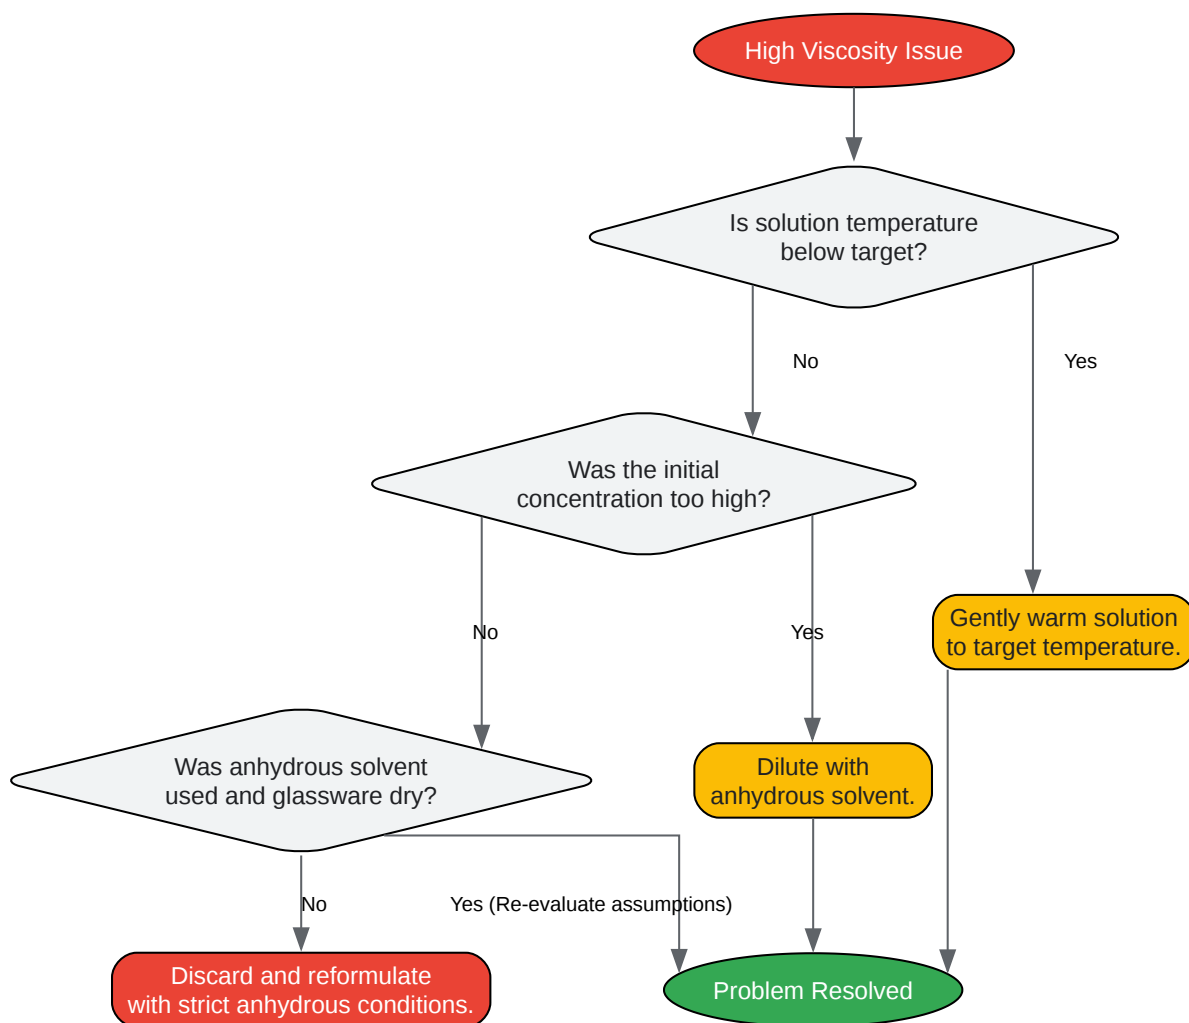 High Viscosity Issue
Is solution temperature
below target?
No
Yes
Was the initial
concentration too high?
No
Yes
Gently warm solution
to target temperature.
Was anhydrous solvent
used and glassware dry?
Dilute with
anhydrous solvent.
No
Yes (Re-evaluate assumptions)
Discard and reformulate
with strict anhydrous conditions.
Problem Resolved